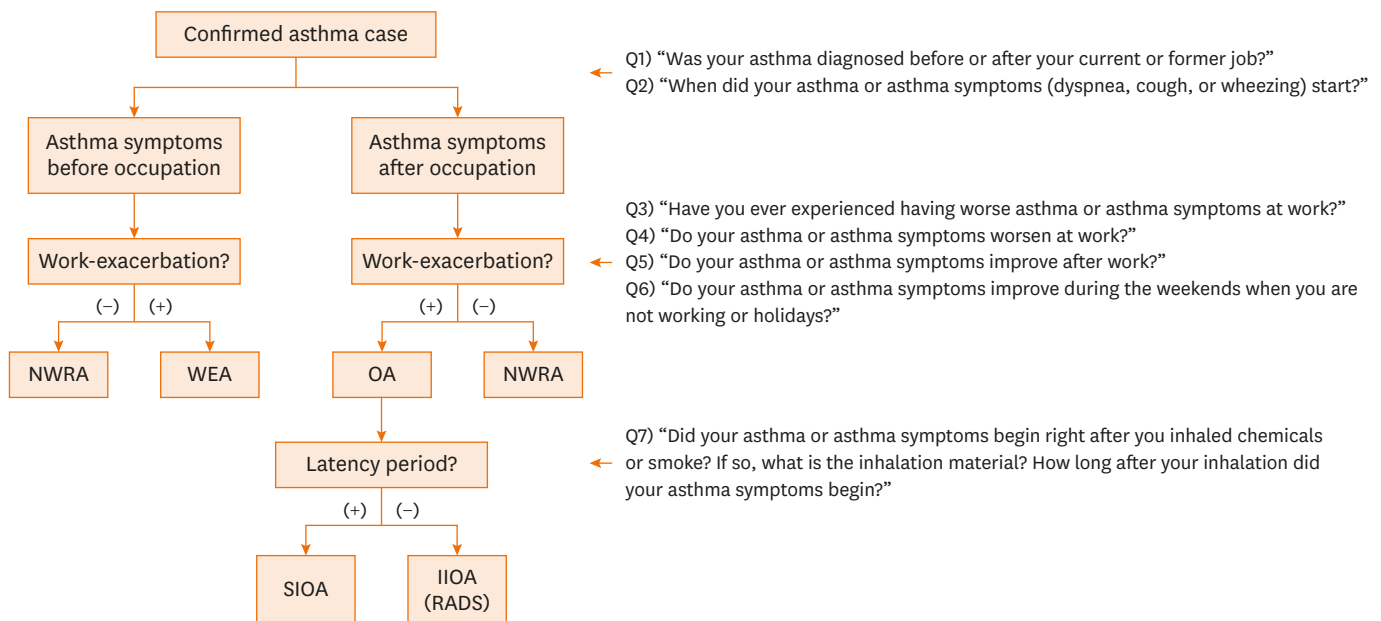 Confirmed asthma case
Q1) “Was your asthma diagnosed before or after your current or former job?”
Q2) “When did your asthma or asthma symptoms (dyspnea, cough, or wheezing) start?”
Asthma symptoms
before occupation
Asthma symptoms
after occupation
Q3) “Have you ever experienced having worse asthma or asthma symptoms at work?”
Q4) “Do your asthma or asthma symptoms worsen at work?”
Q5) “Do your asthma or asthma symptoms improve after work?”
Q6) “Do your asthma or asthma symptoms improve during the weekends when you are
not working or holidays?”
Work-exacerbation?
Work-exacerbation?
(−) (+)
(+) (−)
NWRA
WEA
OA
NWRA
Latency period?
Q7) “Did your asthma or asthma symptoms begin right after you inhaled chemicals
or smoke? If so, what is the inhalation material? How long after your inhalation did
your asthma symptoms begin?”
(+) (−)
SIOA
IIOA
(RADS)